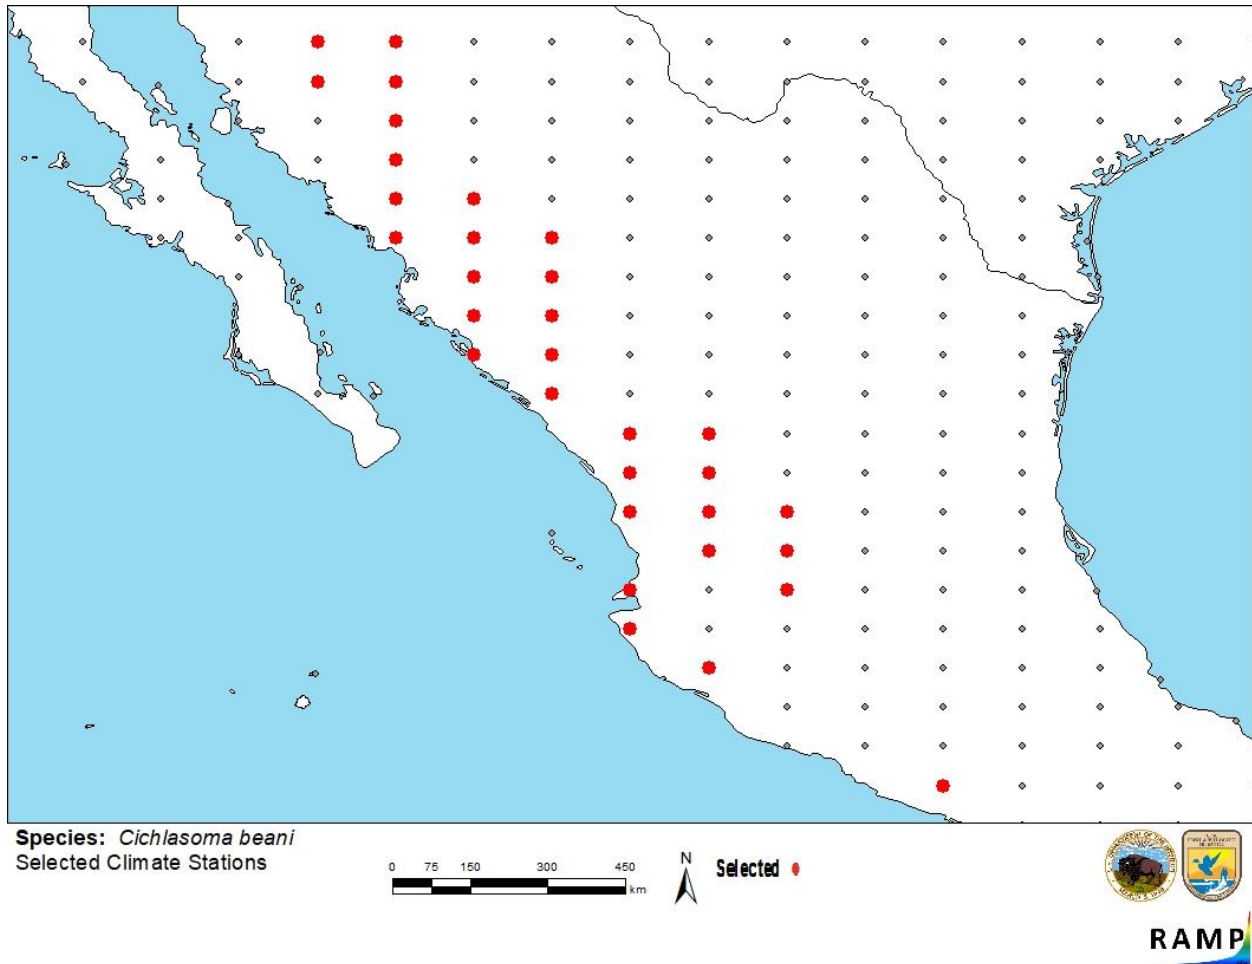 Species: Cichlasoma beani
Selected Climate Stations
0 75 150 300 450
km
N
Selected
RAMP